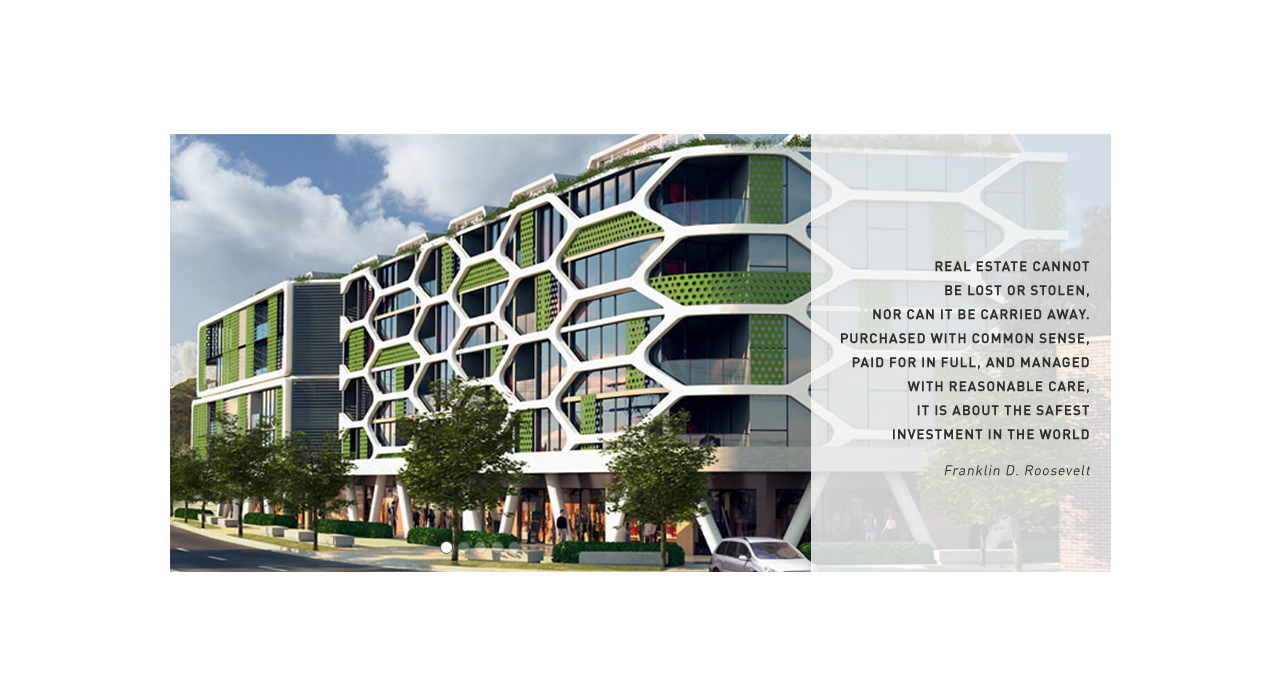 REAL ESTATE CANNOT
BE LOST OR STOLEN,
NOR CAN IT BE CARRIED AWAY.
PURCHASED WITH COMMON SENSE,
PAID FOR IN FULL, AND MANAGED
WITH REASONABLE CARE,
IT IS ABOUT THE SAFEST
INVESTMENT IN THE WORLD
Franklin D. Roosevelt